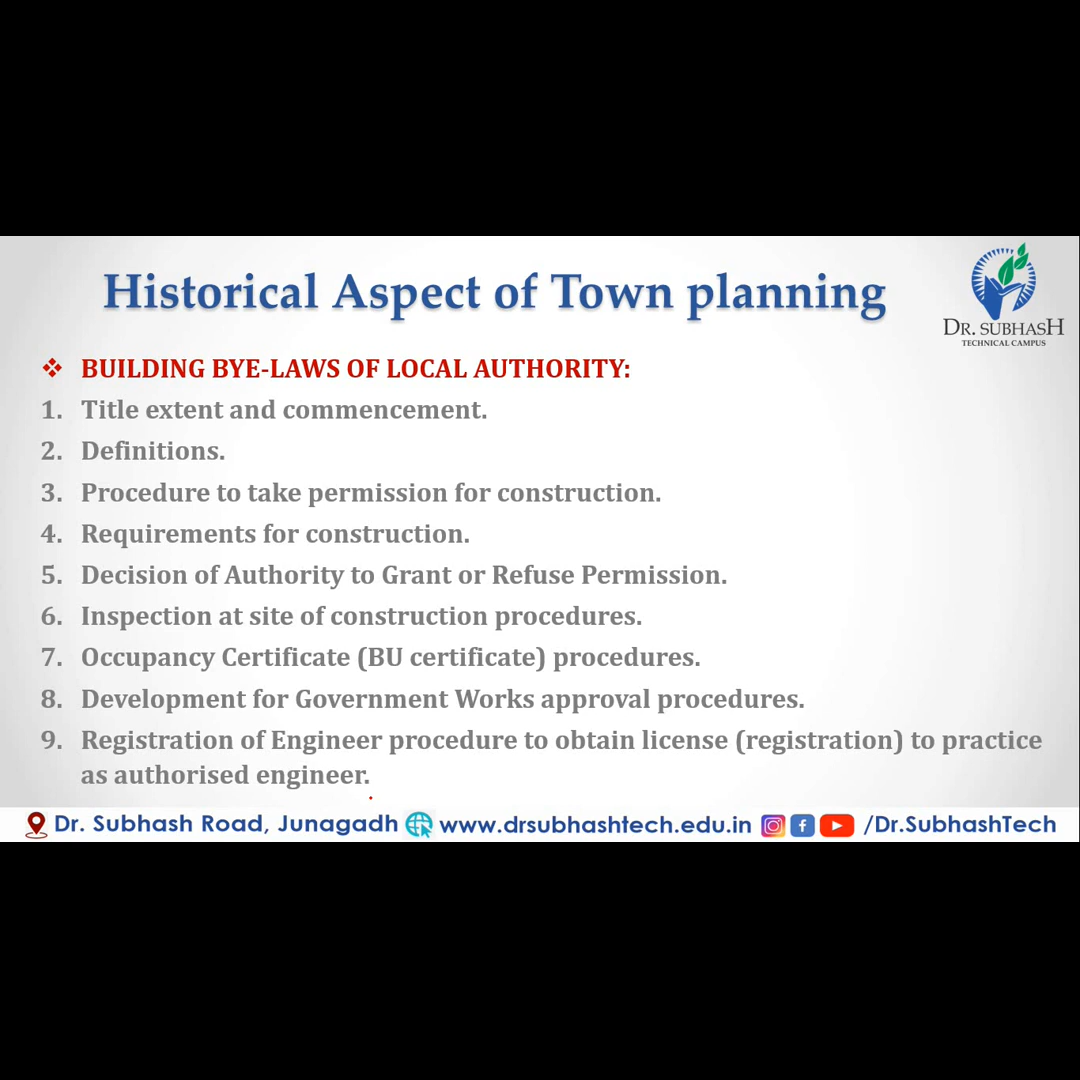 Historical Aspect of Town planning
DR. SUBHASH
TECHNICAL CAMPUS
❖ BUILDING BYE-LAWS OF LOCAL AUTHORITY:
1. Title extent and commencement.
2. Definitions.
3. Procedure to take permission for construction.
4. Requirements for construction.
5. Decision of Authority to Grant or Refuse Permission.
6. Inspection at site of construction procedures.
7. Occupancy Certificate (BU certificate) procedures.
8. Development for Government Works approval procedures.
9. Registration of Engineer procedure to obtain license (registration) to practice
as authorised engineer.
Dr. Subhash Road, Junagadh www.drsubhashtech.edu.in /Dr.SubhashTech